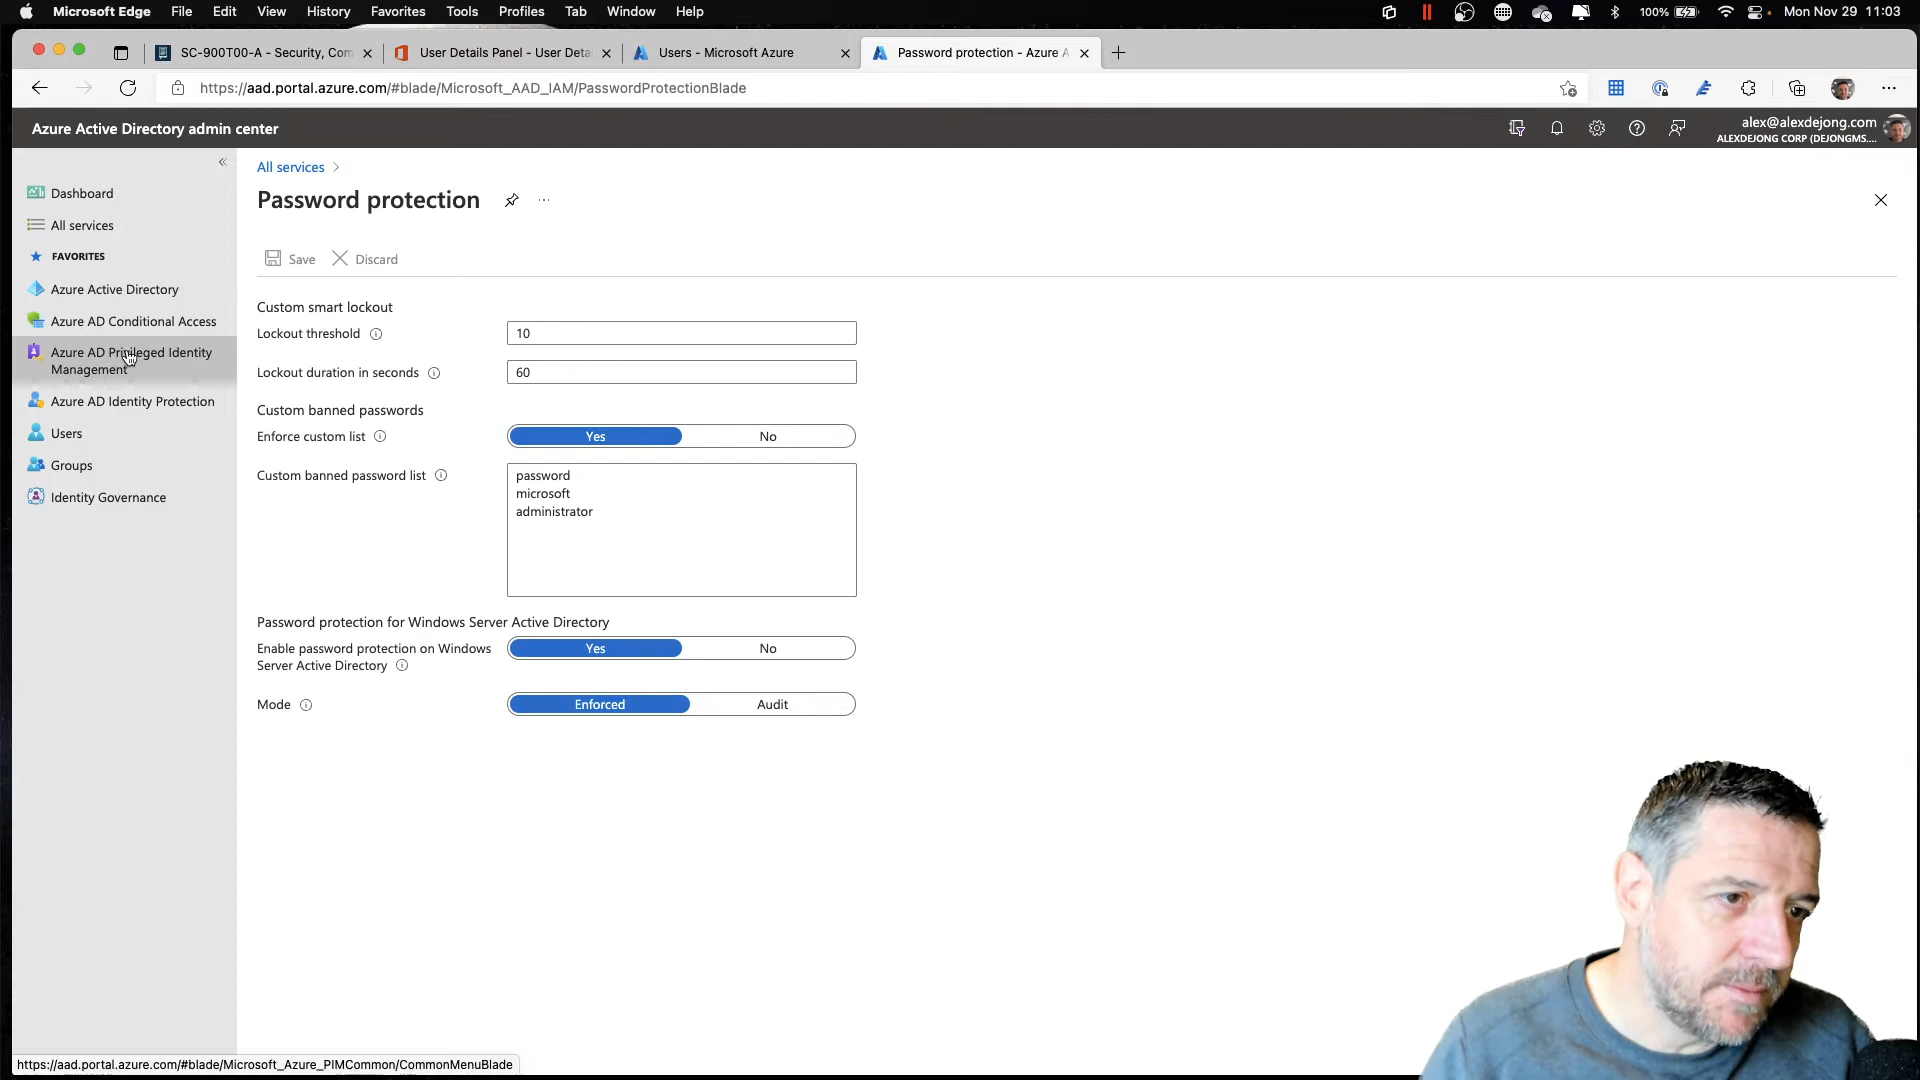 Microsoft Edge File Edit View History Favorites Tools Profiles Tab Window Help 100% Mon Nov 29 11:03
SC-900T00-A - Security, Com
User Details Panel - User Deta
Users - Microsoft Azure
Password protection - Azure A
https://aad.portal.azure.com/#blade/Microsoft_AAD_IAM/PasswordProtectionBlade
Azure Active Directory admin center
alex@alexdejong.com
ALEXDEJONG CORP (DEJONGMS....
Dashboard
All services
FAVORITES
Azure Active Directory
Azure AD Conditional Access
Azure AD Privileged Identity
Management
Azure AD Identity Protection
Users
Groups
Identity Governance
All services
Password protection
Save Discard
Custom smart lockout
Lockout threshold 10
Lockout duration in seconds 60
Custom banned passwords
Enforce custom list Yes No
Custom banned password list
password
microsoft
administrator
Password protection for Windows Server Active Directory
Enable password protection on Windows
Server Active Directory
Yes No
Mode Enforced Audit
https://aad.portal.azure.com/#blade/Microsoft_Azure_PIMCommon/CommonMenuBlade